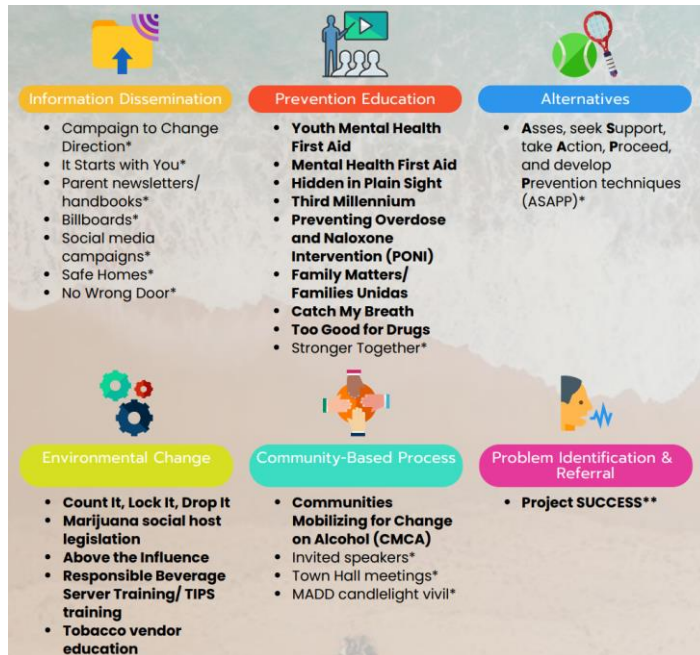 Information Dissemination
• Campaign to Change
Direction*
• It Starts with You*
• Parent newsletters/
handbooks*
• Billboards*
• Social media
campaigns*
• Safe Homes*
• No Wrong Door*
Prevention Education
• Youth Mental Health
First Aid
• Mental Health First Aid
• Hidden in Plain Sight
• Third Millennium
• Preventing Overdose
and Naloxone
Intervention (PONI)
• Family Matters/
Families Unidas
• Catch My Breath
• Too Good for Drugs
• Stronger Together*
Alternatives
• Asses, seek Support,
take Action, Proceed,
and develop
Prevention techniques
(ASAPP)*
Environmental Change
• Count It, Lock It, Drop It
• Marijuana social host
legislation
• Above the Influence
• Responsible Beverage
Server Training/ TIPS
training
• Tobacco vendor
education
Community-Based Process
• Communities
Mobilizing for Change
on Alcohol (CMCA)
• Invited speakers*
• Town Hall meetings*
• MADD candlelight vivil*
Problem Identification &
Referral
• Project SUCCESS**